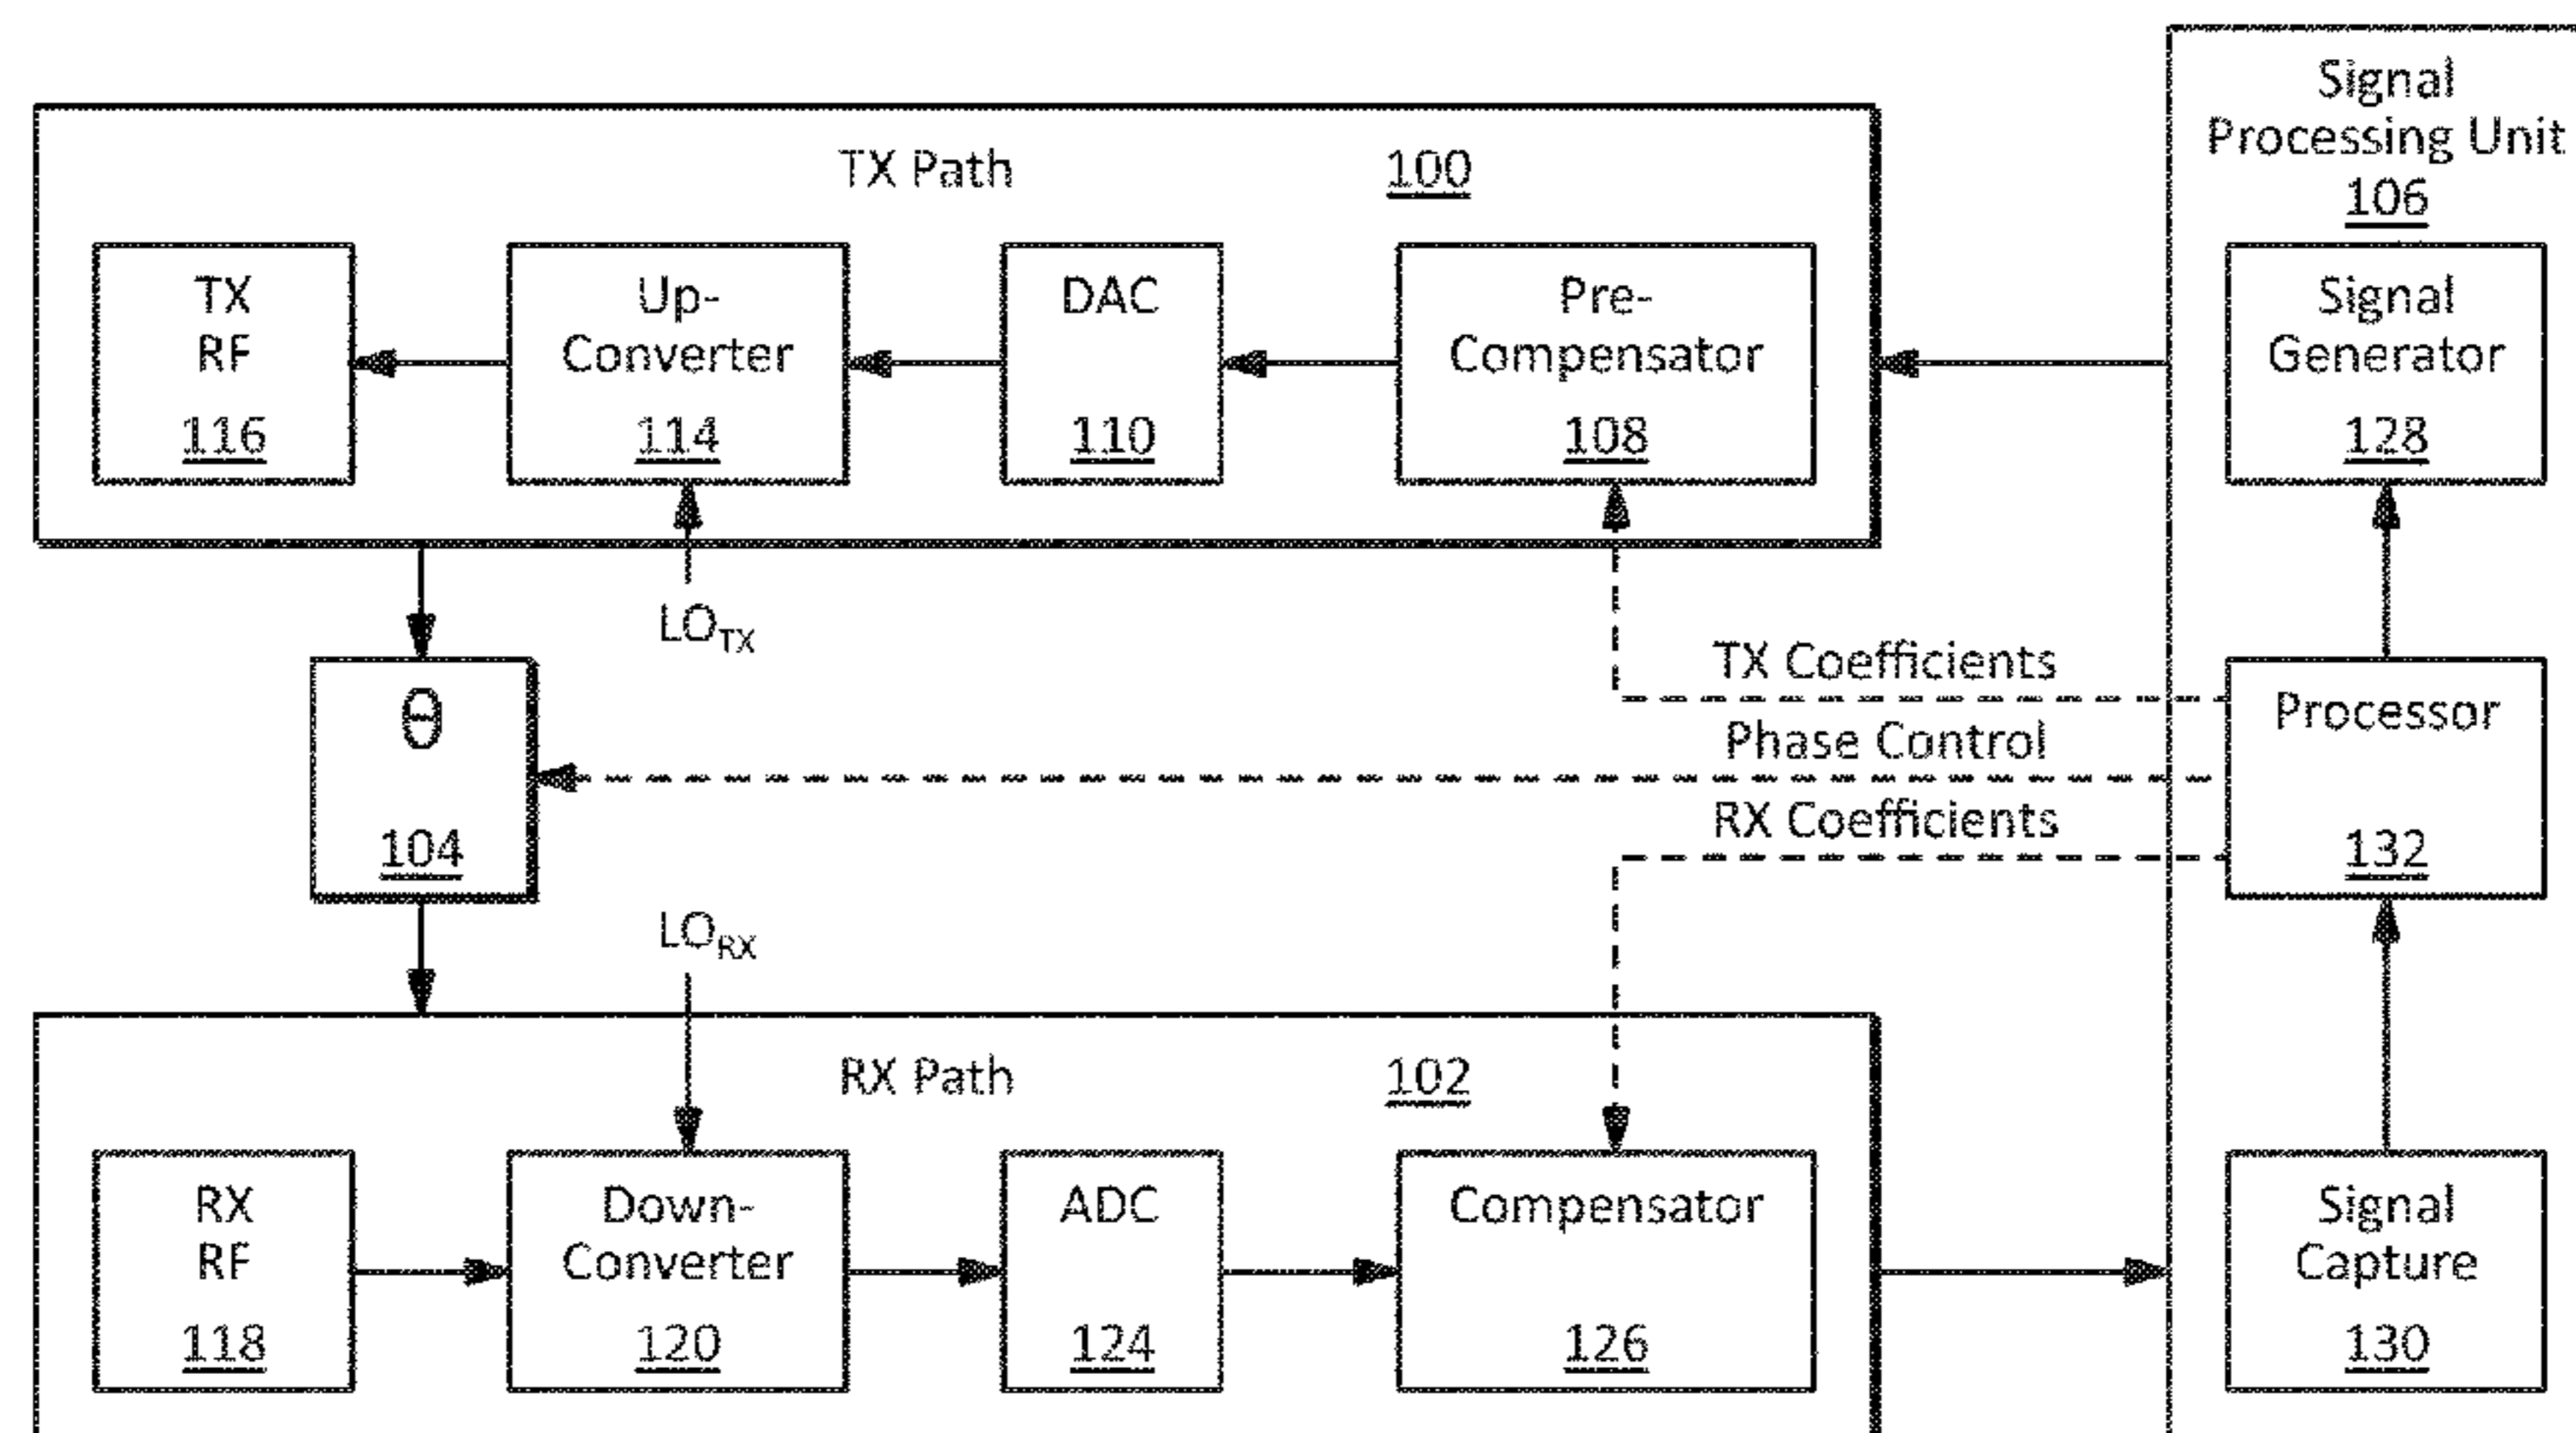 Signal
Processing Unit
106
TX Path 100
TX
RF
116
Up-
Converter
114
DAC
110
Pre-
Compensator
108
Signal
Generator
128
LOTX
TX Coefficients
Phase Control
RX Coefficients
Processor
132
θ
104
LORX
RX Path 102
RX
RF
118
Down-
Converter
120
ADC
124
Compensator
126
Signal
Capture
130